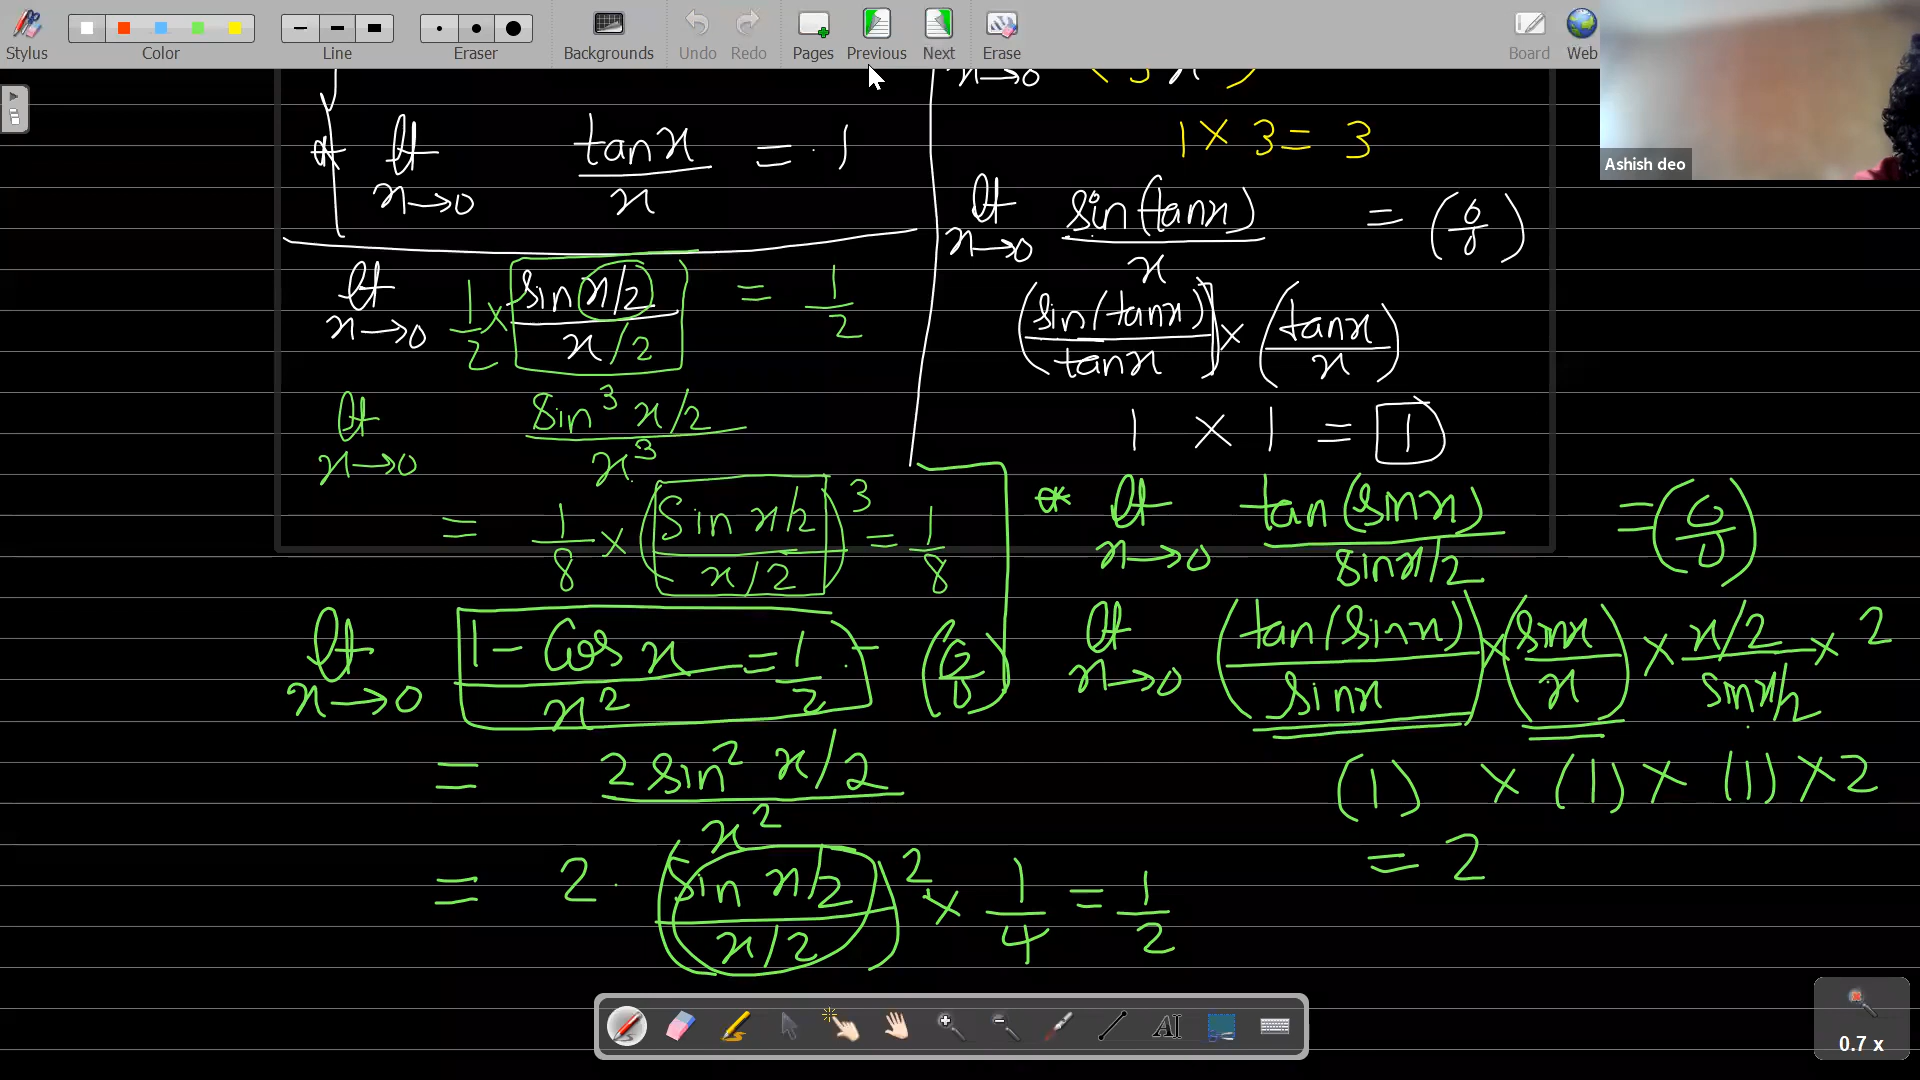 Stylus Color Line Eraser Backgrounds Undo Redo Pages Previous Next Erase Board Web
Ashish deo
lt x→0 tanx/x = 1
lt x→0 1/2 × sin(x/2)/(x/2) = 1/2
lt x→0 sin³ x/2 / x³
= 1/8 × (Sin x/2 / x/2)³ = 1/8
lt x→0 1 - Cos x / x² = 1/2 (0/0)
= 2 sin² x/2 / x²
= 2 · (sin x/2 / x/2)² × 1/4 = 1/2
x→0 3x
1 × 3 = 3
lt x→0 sin(tanx)/x = (0/0)
(sin(tanx)/tanx) × (tanx/x)
1 × 1 = 1
* lt x→0 tan(sinx)/sinx/2 = (0/0)
lt x→0 (tan(sinx)/sinx) × (sinx/x) × x/2 / sinx/2 × 2
(1) × (1) × (1) × 2
= 2
0.7 x